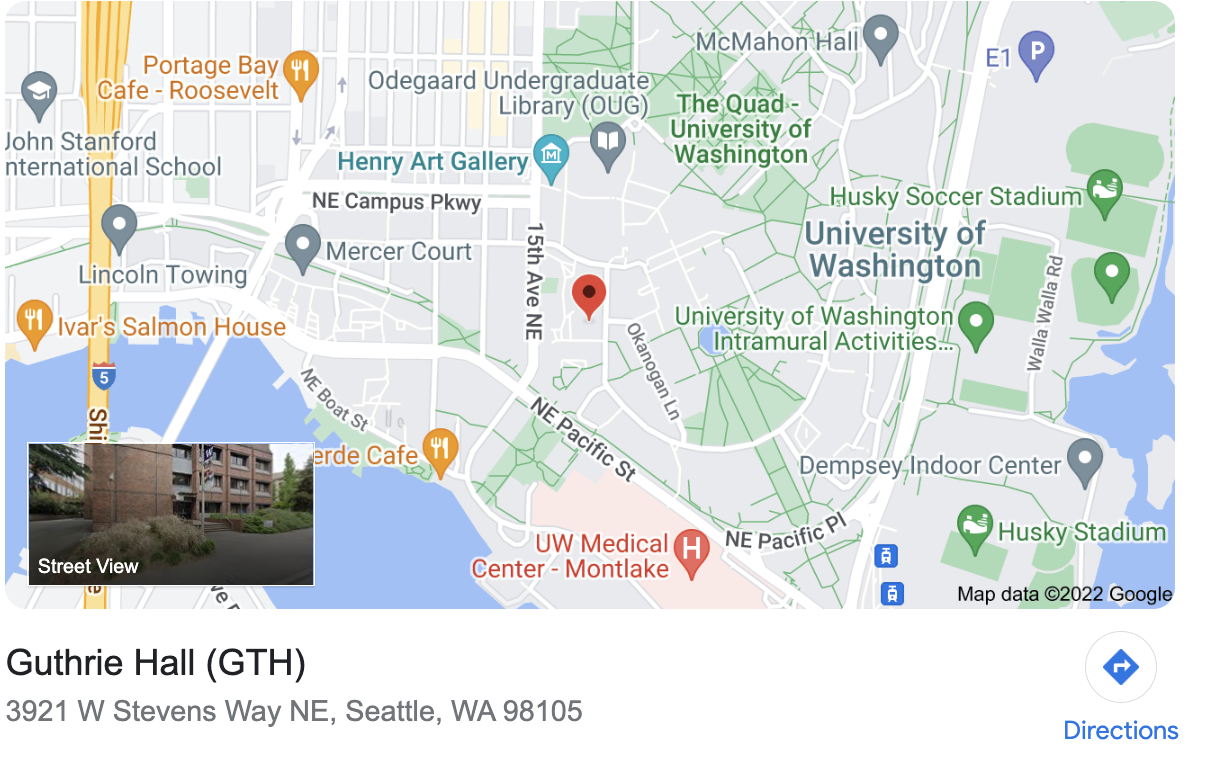 McMahon Hall
E1
P
Portage Bay
Cafe - Roosevelt
Odegaard Undergraduate
Library (OUG)
The Quad -
University of
Washington
John Stanford
nternational School
Henry Art Gallery
NE Campus Pkwy
Husky Soccer Stadium
15th Ave NE
Mercer Court
University of
Washington
Lincoln Towing
Walla Walla Rd
Ivar's Salmon House
University of Washington
Intramural Activities...
Okanogan Ln
5
NE Boat St
Shi
NE Pacific St
erde Cafe
Dempsey Indoor Center
NE Pacific Pl
Husky Stadium
UW Medical
Center - Montlake
H
Street View
e
Map data ©2022 Google
Guthrie Hall (GTH)
3921 W Stevens Way NE, Seattle, WA 98105
Directions